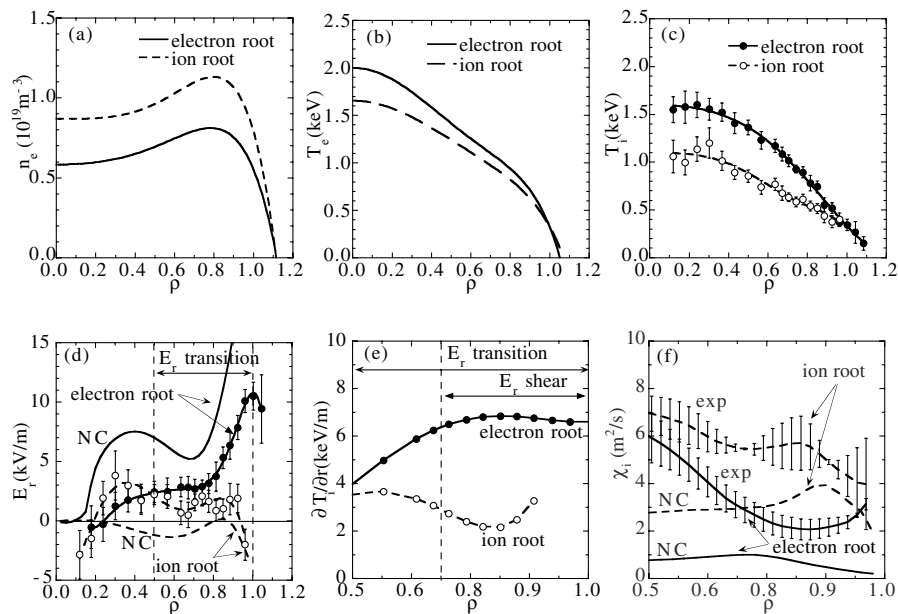 (a)
electron root
ion root
n_e (10^19 m^-3)
1.5
1.0
0.5
0.0
0.0 0.2 0.4 0.6 0.8 1.0 1.2
ρ
(b)
electron root
ion root
T_e(keV)
2.5
2.0
1.5
1.0
0.5
0.0
0.0 0.2 0.4 0.6 0.8 1.0 1.2
ρ
(c)
electron root
ion root
T_i(keV)
2.5
2.0
1.5
1.0
0.5
0.0
0.0 0.2 0.4 0.6 0.8 1.0 1.2
ρ
(d)
E_r transition
electron root
NC
NC
ion root
E_r(kV/m)
15
10
5
0
-5
0.0 0.2 0.4 0.6 0.8 1.0 1.2
ρ
(e)
E_r transition
E_r shear
electron root
ion root
∂T_i/∂r(keV/m)
10
8
6
4
2
0
0.5 0.6 0.7 0.8 0.9 1.0
ρ
(f)
ion root
exp
exp
NC
NC
electron root
χ_i (m^2/s)
10
8
6
4
2
0
0.5 0.6 0.7 0.8 0.9 1.0
ρ